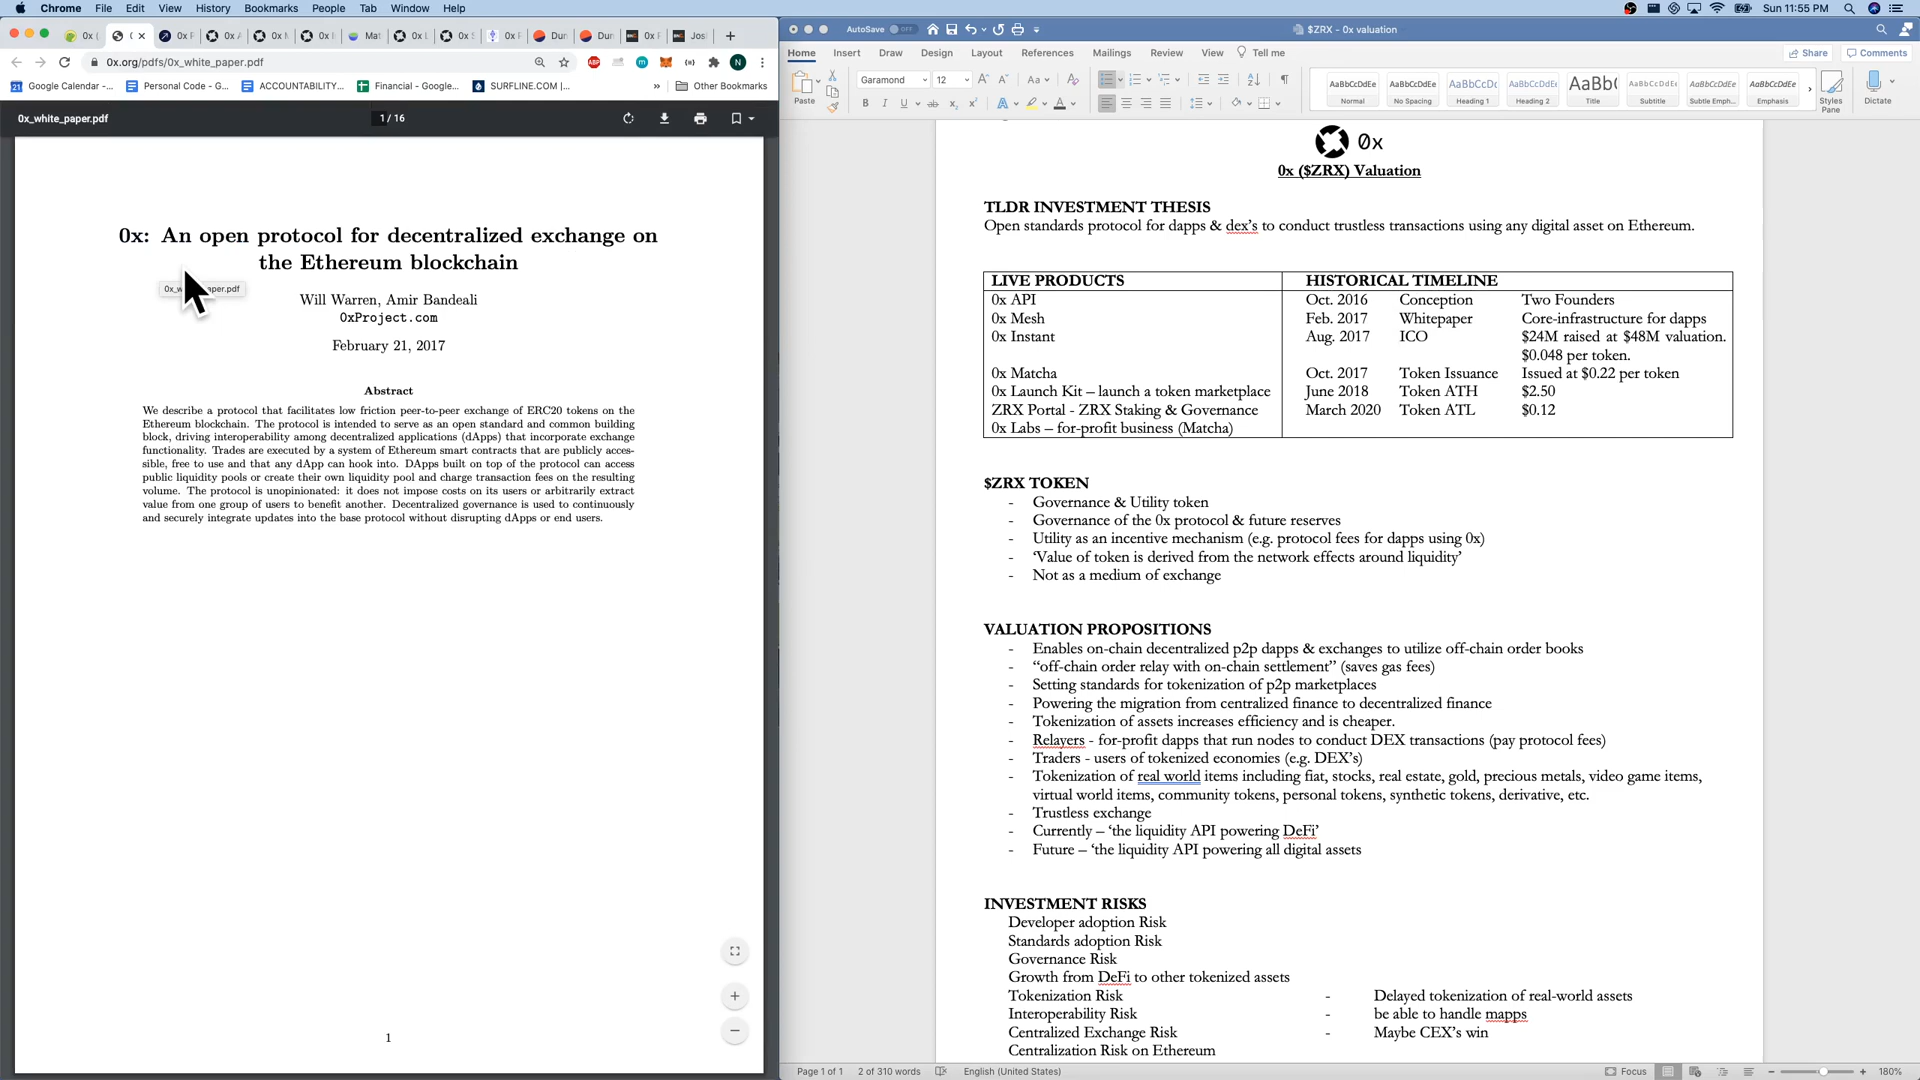 Chrome File Edit View History Bookmarks People Tab Window Help
Sun 11:55 PM
0x.org/pdfs/0x_white_paper.pdf
Google Calendar -... Personal Code - G... ACCOUNTABILITY... Financial - Google... SURFLINE.COM |... » Other Bookmarks
0x_white_paper.pdf 1 / 16
0x: An open protocol for decentralized exchange on
the Ethereum blockchain
Will Warren, Amir Bandeali
0xProject.com
February 21, 2017
Abstract
We describe a protocol that facilitates low friction peer-to-peer exchange of ERC20 tokens on the
Ethereum blockchain. The protocol is intended to serve as an open standard and common building
block, driving interoperability among decentralized applications (dApps) that incorporate exchange
functionality. Trades are executed by a system of Ethereum smart contracts that are publicly acces-
sible, free to use and that any dApp can hook into. DApps built on top of the protocol can access
public liquidity pools or create their own liquidity pool and charge transaction fees on the resulting
volume. The protocol is unopinionated: it does not impose costs on its users or arbitrarily extract
value from one group of users to benefit another. Decentralized governance is used to continuously
and securely integrate updates into the base protocol without disrupting dApps or end users.
1
AutoSave OFF
$ZRX - 0x valuation
Home Insert Draw Design Layout References Mailings Review View Tell me
Share Comments
Paste
Garamond 12
AaBbCcDdEe AaBbCcDdEe AaBbCcDc AaBbCcDdEe AaBbC AaBbCcDdEe AaBbCcDdEe AaBbCcDdEe
Normal No Spacing Heading 1 Heading 2 Title Subtitle Subtle Emph... Emphasis
Styles Pane
Dictate
0x
0x ($ZRX) Valuation
TLDR INVESTMENT THESIS
Open standards protocol for dapps & dex's to conduct trustless transactions using any digital asset on Ethereum.
LIVE PRODUCTS HISTORICAL TIMELINE
0x API Oct. 2016 Conception Two Founders
0x Mesh Feb. 2017 Whitepaper Core-infrastructure for dapps
0x Instant Aug. 2017 ICO $24M raised at $48M valuation.
$0.048 per token.
0x Matcha Oct. 2017 Token Issuance Issued at $0.22 per token
0x Launch Kit – launch a token marketplace June 2018 Token ATH $2.50
ZRX Portal - ZRX Staking & Governance March 2020 Token ATL $0.12
0x Labs – for-profit business (Matcha)
$ZRX TOKEN
- Governance & Utility token
- Governance of the 0x protocol & future reserves
- Utility as an incentive mechanism (e.g. protocol fees for dapps using 0x)
- ‘Value of token is derived from the network effects around liquidity’
- Not as a medium of exchange
VALUATION PROPOSITIONS
- Enables on-chain decentralized p2p dapps & exchanges to utilize off-chain order books
- “off-chain order relay with on-chain settlement” (saves gas fees)
- Setting standards for tokenization of p2p marketplaces
- Powering the migration from centralized finance to decentralized finance
- Tokenization of assets increases efficiency and is cheaper.
- Relayers - for-profit dapps that run nodes to conduct DEX transactions (pay protocol fees)
- Traders - users of tokenized economies (e.g. DEX’s)
- Tokenization of real world items including fiat, stocks, real estate, gold, precious metals, video game items,
virtual world items, community tokens, personal tokens, synthetic tokens, derivative, etc.
- Trustless exchange
- Currently – ‘the liquidity API powering DeFi’
- Future – ‘the liquidity API powering all digital assets
INVESTMENT RISKS
Developer adoption Risk
Standards adoption Risk
Governance Risk
Growth from DeFi to other tokenized assets
Tokenization Risk - Delayed tokenization of real-world assets
Interoperability Risk - be able to handle mapps
Centralized Exchange Risk - Maybe CEX’s win
Centralization Risk on Ethereum
Page 1 of 1 2 of 310 words English (United States) Focus 180%